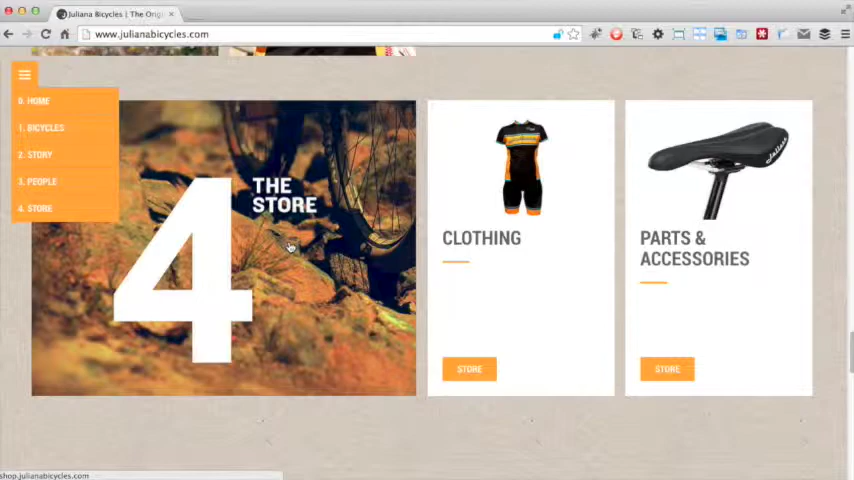 Juliana Bicycles | The Orig
www.julianabicycles.com
0. HOME
1. BICYCLES
2. STORY
3. PEOPLE
4. STORE
4
THE
STORE
CLOTHING
STORE
PARTS &
ACCESSORIES
STORE
shop.julianabicycles.com